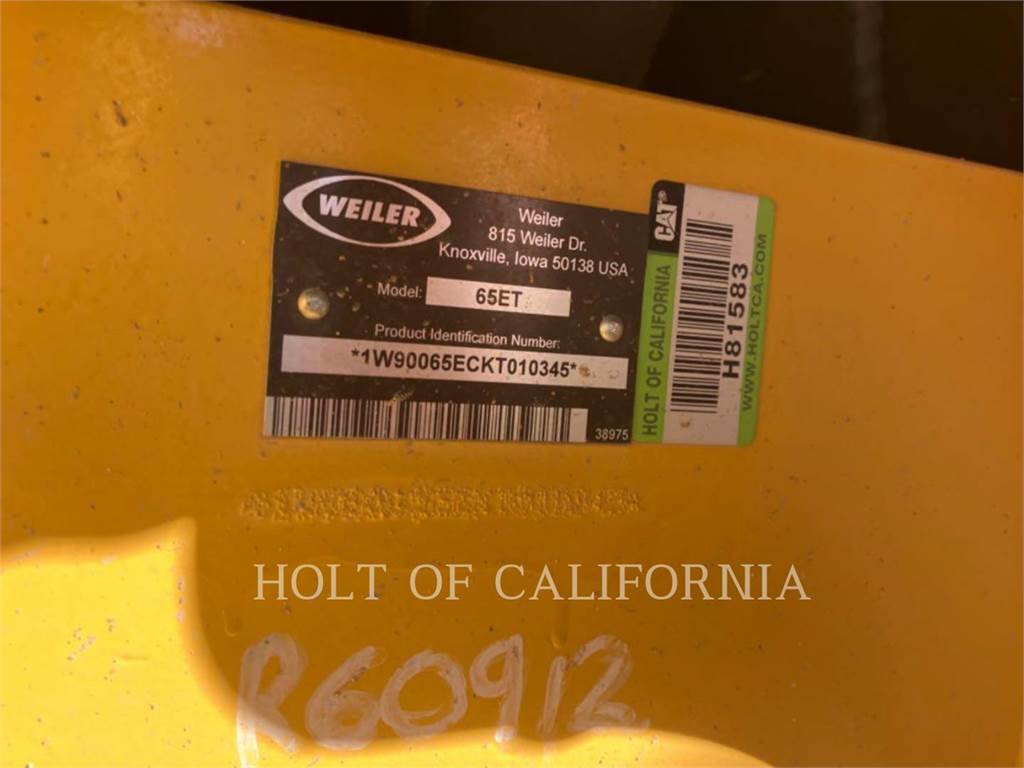 WEILER
Weiler
815 Weiler Dr.
Knoxville, Iowa 50138 USA
Model: 65ET
Product Identification Number:
*1W90065ECKT010345*
38975
CAT
HOLT OF CALIFORNIA
H81583
WWW.HOLTCA.COM
HOLT OF CALIFORNIA
R60912